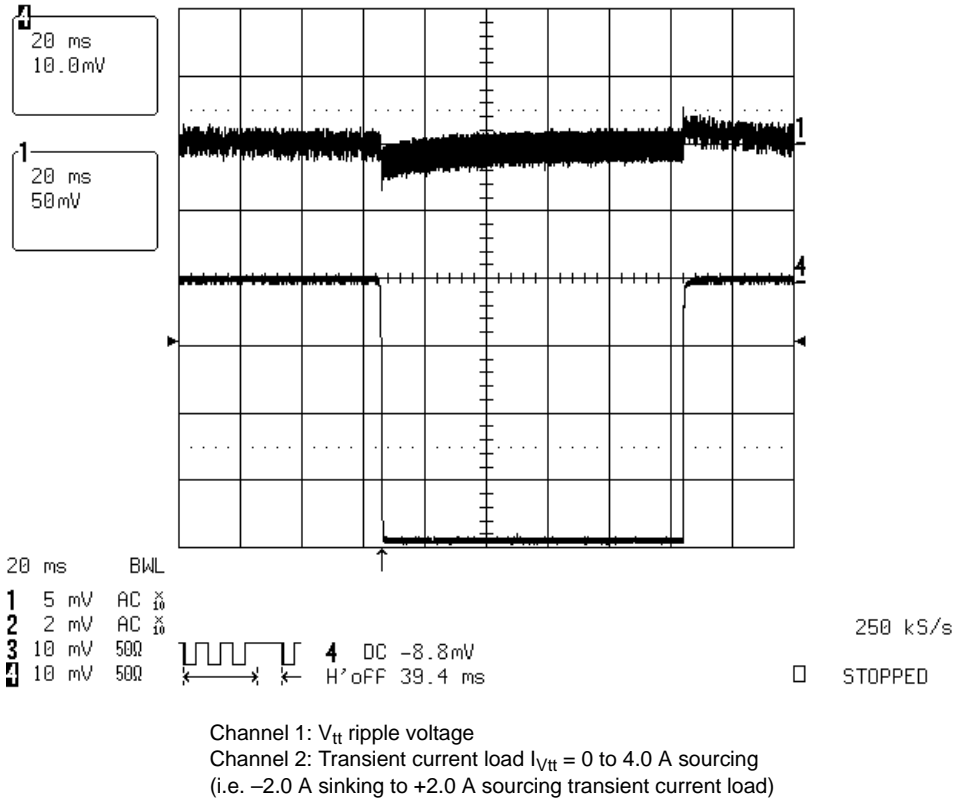 4
20 ms
10.0mV
1
20 ms
50mV
1
4
20 ms BWL
1 5 mV AC X10
2 2 mV AC X10
3 10 mV 50Ω
4 10 mV 50Ω
4 DC -8.8mV
H'oFF 39.4 ms
250 kS/s
STOPPED
Channel 1: Vtt ripple voltage
Channel 2: Transient current load IVtt = 0 to 4.0 A sourcing
(i.e. –2.0 A sinking to +2.0 A sourcing transient current load)